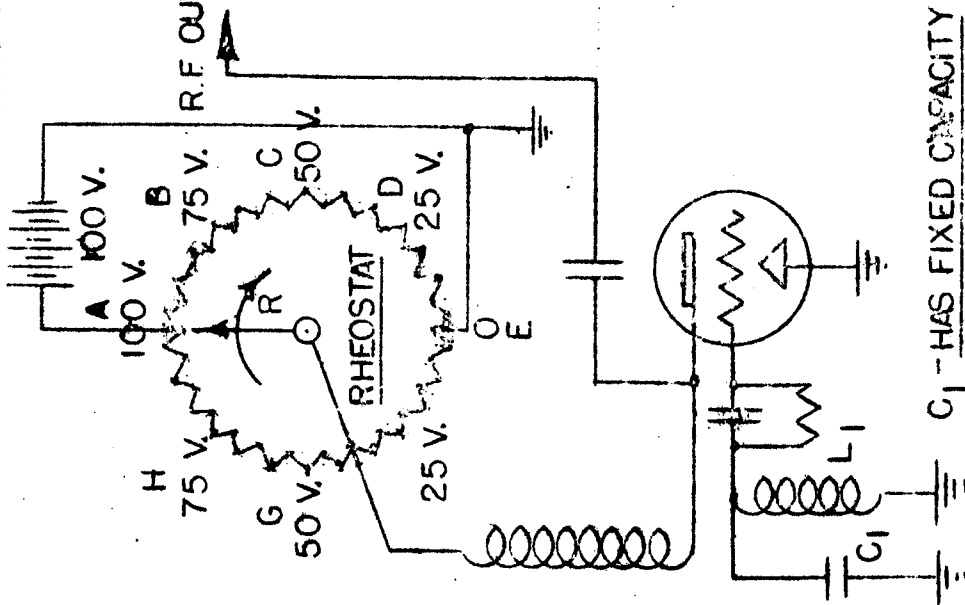 R.F. OU
100 V.
A
100 V.
B
75 V.
C
50 V.
D
25 V.
R
RHEOSTAT
O
E
H
75 V.
G
50 V.
25 V.
L1
C1
C1 - HAS FIXED CAPACITY